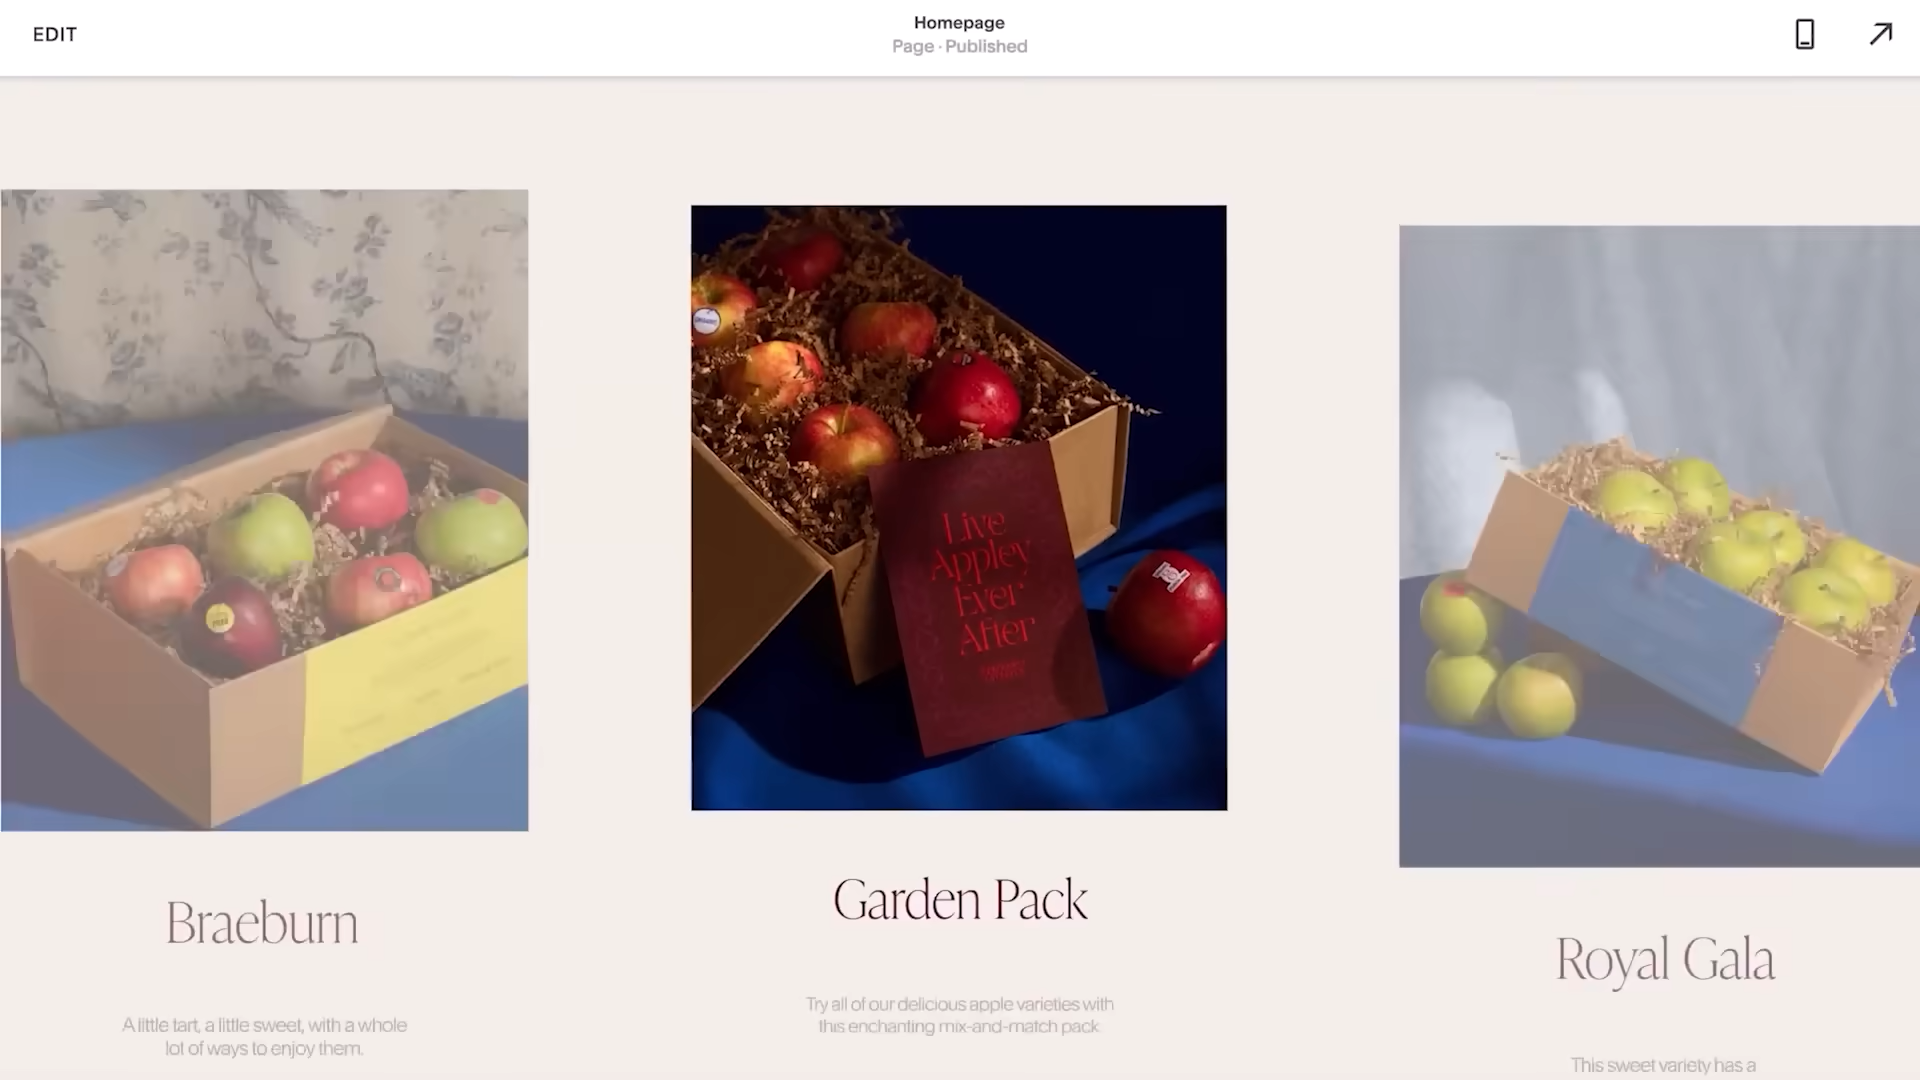 EDIT
Homepage
Page · Published
Live
Appley
Ever
After
Braeburn
A little tart, a little sweet, with a whole
lot of ways to enjoy them.
Garden Pack
Try all of our delicious apple varieties with
this enchanting mix-and-match pack.
Royal Gala
This sweet variety has a